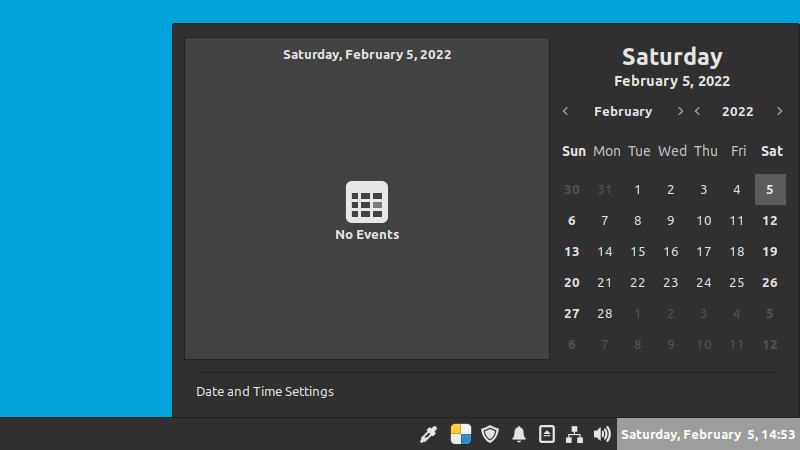 Saturday, February 5, 2022
No Events
Saturday
February 5, 2022
February 2022
Sun Mon Tue Wed Thu Fri Sat
30 31 1 2 3 4 5
6 7 8 9 10 11 12
13 14 15 16 17 18 19
20 21 22 23 24 25 26
27 28 1 2 3 4 5
6 7 8 9 10 11 12
Date and Time Settings
Saturday, February 5, 14:53